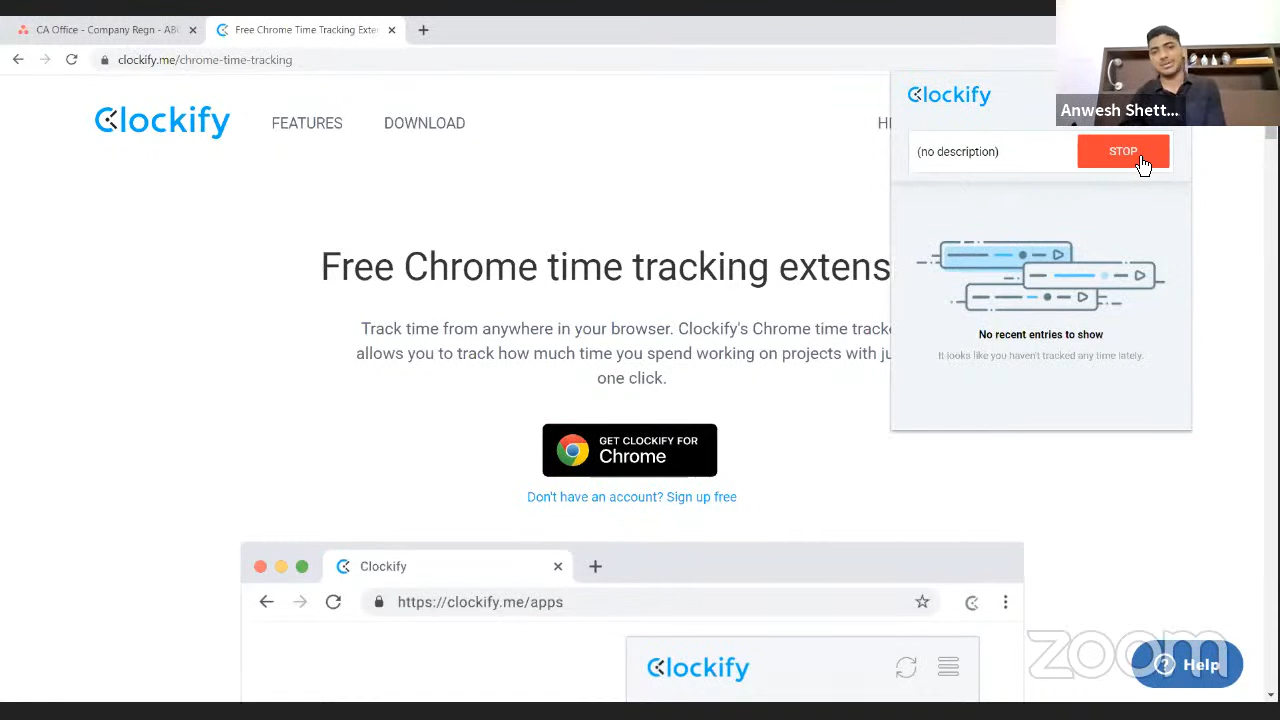 CA Office - Company Regn - AB
Free Chrome Time Tracking Exte
clockify.me/chrome-time-tracking
Clockify
FEATURES
DOWNLOAD
Clockify
Anwesh Shett...
(no description)
STOP
No recent entries to show
It looks like you haven't tracked any time lately.
Free Chrome time tracking extens
Track time from anywhere in your browser. Clockify's Chrome time tracke
allows you to track how much time you spend working on projects with ju
one click.
GET CLOCKIFY FOR
Chrome
Don't have an account? Sign up free
Clockify
https://clockify.me/apps
Clockify
zoom
Help